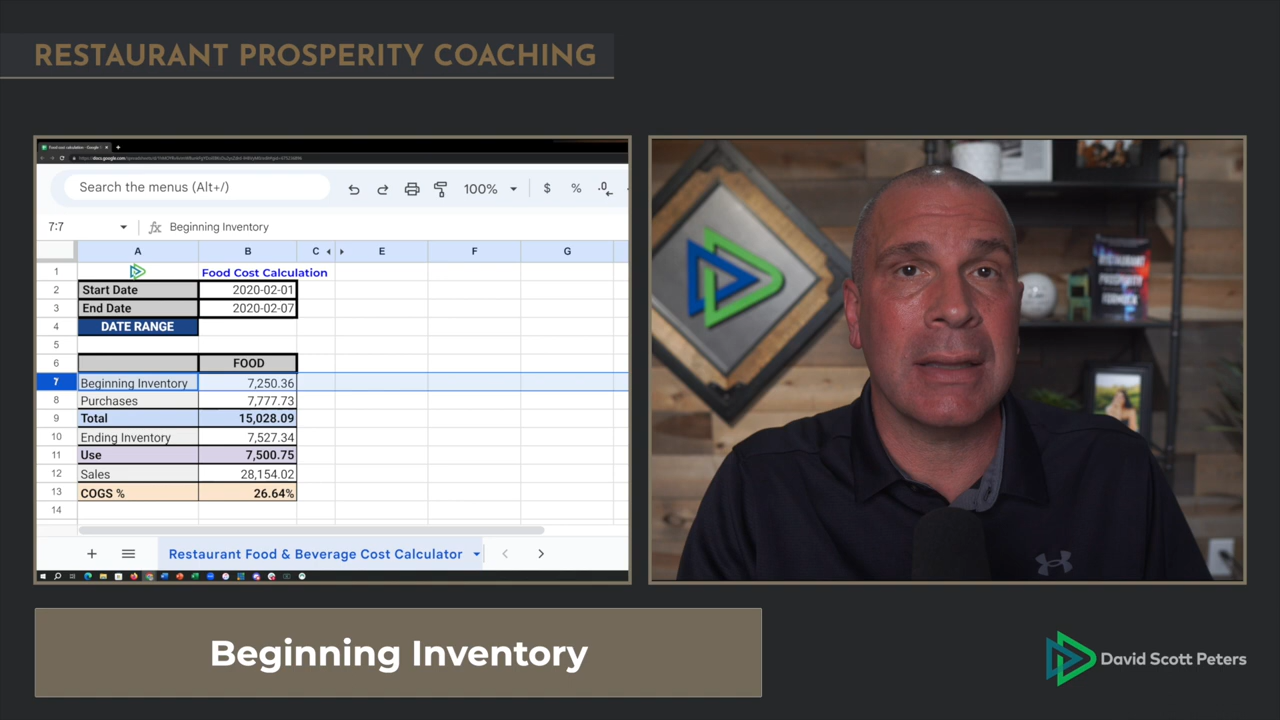 RESTAURANT PROSPERITY COACHING
Search the menus (Alt+/)
100%
$
%
.0
7:7
fx
Beginning Inventory
A B C E F G
1 Food Cost Calculation
2 Start Date 2020-02-01
3 End Date 2020-02-07
4 DATE RANGE
5
6 FOOD
7 Beginning Inventory 7,250.36
8 Purchases 7,777.73
9 Total 15,028.09
10 Ending Inventory 7,527.34
11 Use 7,500.75
12 Sales 28,154.02
13 COGS % 26.64%
14
Restaurant Food & Beverage Cost Calculator
RESTAURANT
PROSPERITY
FORMULA
Beginning Inventory
David Scott Peters